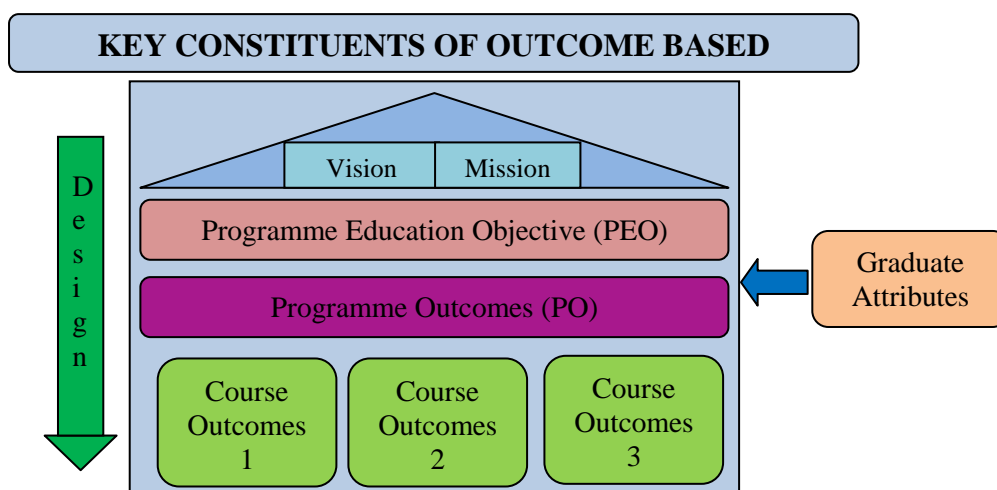 KEY CONSTITUENTS OF OUTCOME BASED
Design
Vision
Mission
Programme Education Objective (PEO)
Programme Outcomes (PO)
Graduate
Attributes
Course
Outcomes
1
Course
Outcomes
2
Course
Outcomes
3